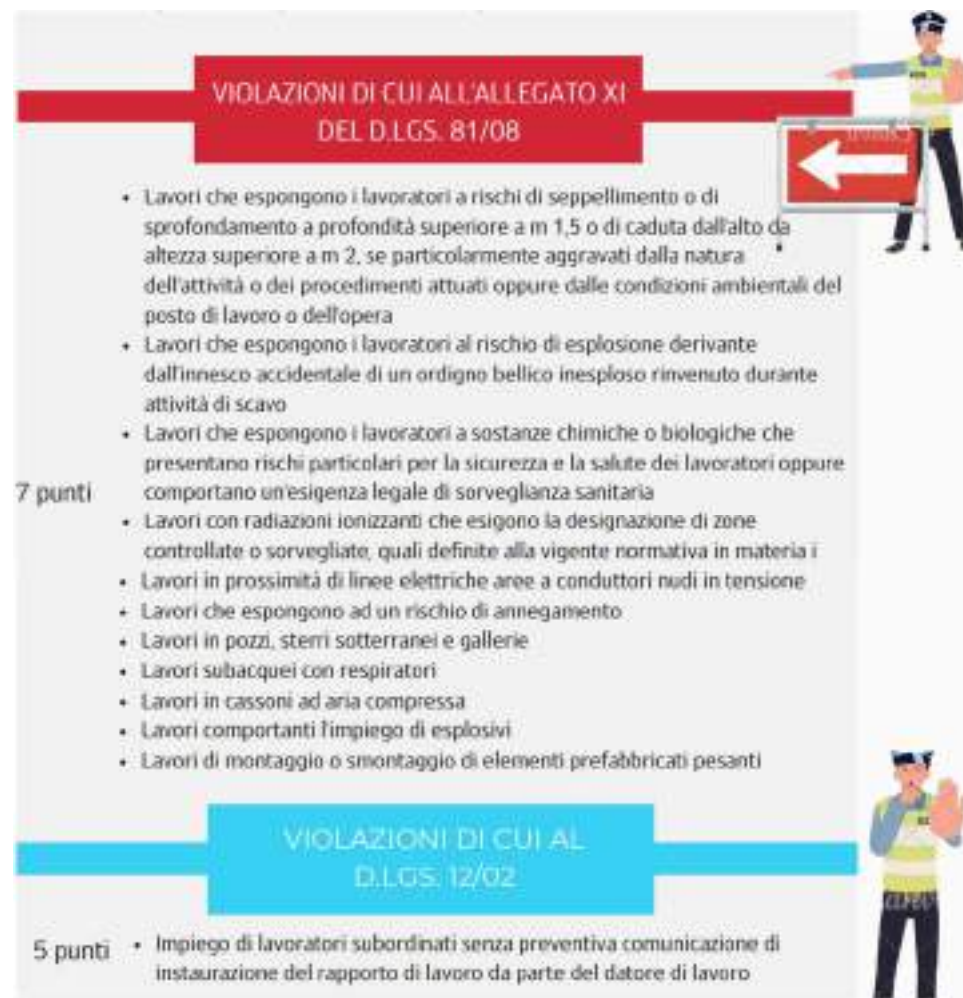 VIOLAZIONI DI CUI ALL'ALLEGATO XI
DEL D.LGS. 81/08
• Lavori che espongono i lavoratori a rischi di seppellimento o di
sprofondamento a profondità superiore a m 1,5 o di caduta dall'alto da
altezza superiore a m 2, se particolarmente aggravati dalla natura
dell'attività o dei procedimenti attuati oppure dalle condizioni ambientali del
posto di lavoro o dell'opera
• Lavori che espongono i lavoratori al rischio di esplosione derivante
dall'innesco accidentale di un ordigno bellico inesploso rinvenuto durante
attività di scavo
• Lavori che espongono i lavoratori a sostanze chimiche o biologiche che
presentano rischi particolari per la sicurezza e la salute dei lavoratori oppure
7 punti comportano un'esigenza legale di sorveglianza sanitaria
• Lavori con radiazioni ionizzanti che esigono la designazione di zone
controllate o sorvegliate, quali definite alla vigente normativa in materia i
• Lavori in prossimità di linee elettriche aree a conduttori nudi in tensione
• Lavori che espongono ad un rischio di annegamento
• Lavori in pozzi, sterri sotterranei e gallerie
• Lavori subacquei con respiratori
• Lavori in cassoni ad aria compressa
• Lavori comportanti l'impiego di esplosivi
• Lavori di montaggio o smontaggio di elementi prefabbricati pesanti
VIOLAZIONI DI CUI AL
D.LGS. 12/02
5 punti • Impiego di lavoratori subordinati senza preventiva comunicazione di
instaurazione del rapporto di lavoro da parte del datore di lavoro